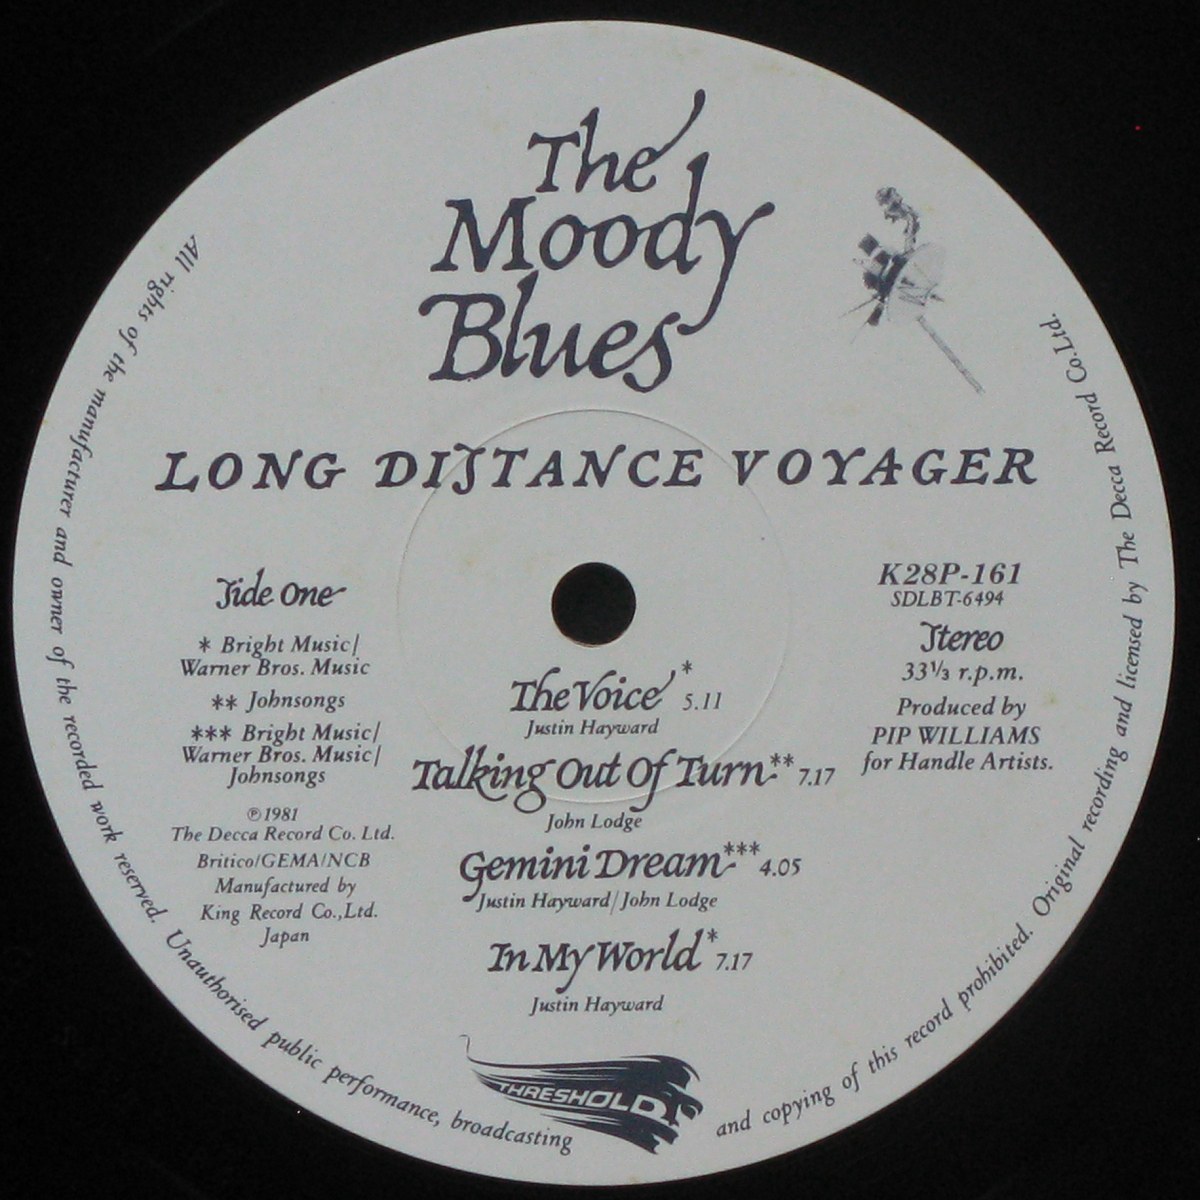 The
Moody
Blues
LONG DISTANCE VOYAGER
Side One
* Bright Music/
Warner Bros. Music
** Johnsongs
*** Bright Music/
Warner Bros. Music/
Johnsongs
℗1981
The Decca Record Co. Ltd.
Britico/GEMA/NCB
Manufactured by
King Record Co.,Ltd.
Japan
The Voice* 5.11
Justin Hayward
Talking Out Of Turn** 7.17
John Lodge
Gemini Dream*** 4.05
Justin Hayward/John Lodge
In My World* 7.17
Justin Hayward
K28P-161
SDLBT-6494
Stereo
33⅓ r.p.m.
Produced by
PIP WILLIAMS
for Handle Artists.
THRESHOLD
All rights of the manufacturer and owner of the recorded work reserved. Unauthorised public performance, broadcasting and copying of this record prohibited. Original recording and licensed by The Decca Record Co.Ltd.